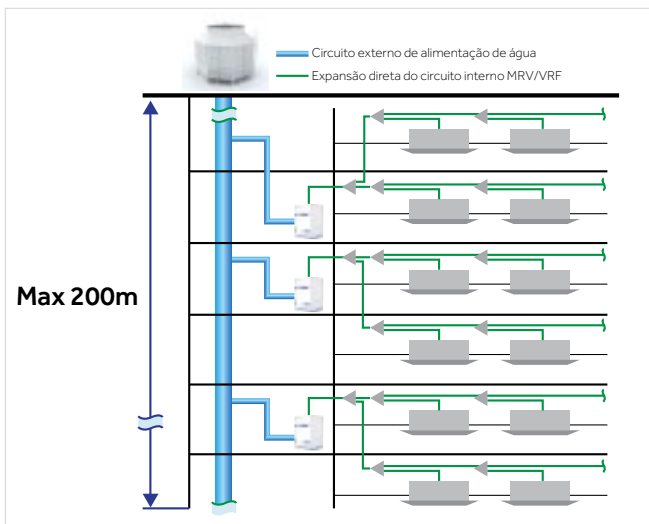 Circuito externo de alimentação de água
Expansão direta do circuito interno MRV/VRF
Max 200m